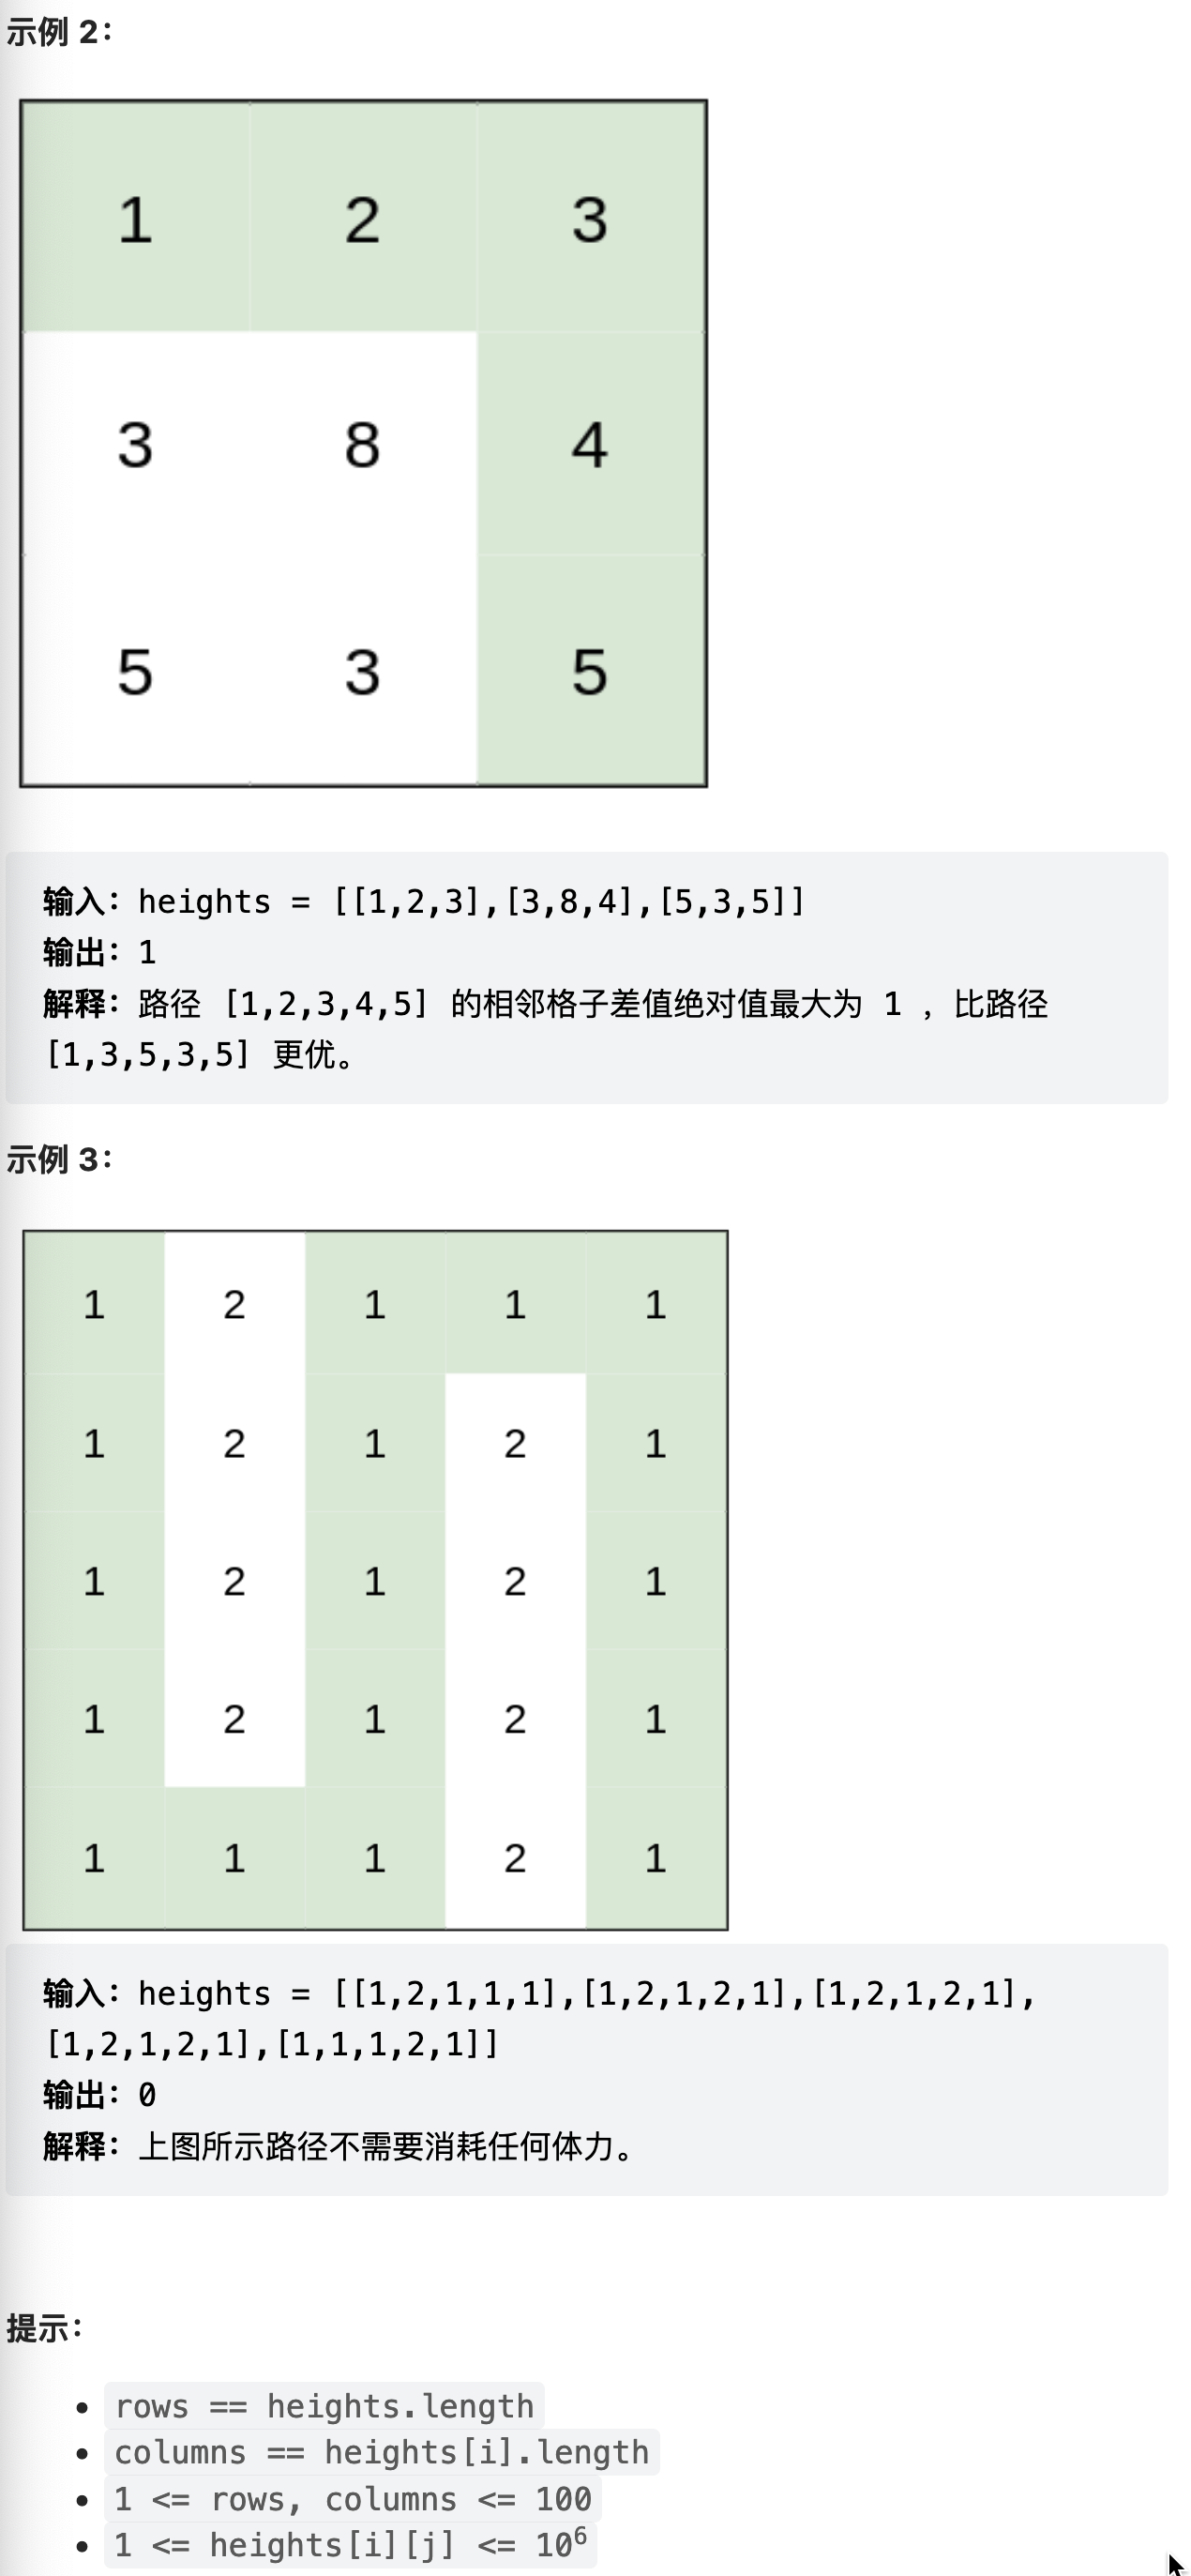 示例 2：
1 2 3
3 8 4
5 3 5
输入：heights = [[1,2,3],[3,8,4],[5,3,5]]
输出：1
解释：路径 [1,2,3,4,5] 的相邻格子差值绝对值最大为 1 ，比路径
[1,3,5,3,5] 更优。
示例 3：
1 2 1 1 1
1 2 1 2 1
1 2 1 2 1
1 2 1 2 1
1 1 1 2 1
输入：heights = [[1,2,1,1,1],[1,2,1,2,1],[1,2,1,2,1],
[1,2,1,2,1],[1,1,1,2,1]]
输出：0
解释：上图所示路径不需要消耗任何体力。
提示：
• rows == heights.length
• columns == heights[i].length
• 1 <= rows, columns <= 100
• 1 <= heights[i][j] <= 10⁶